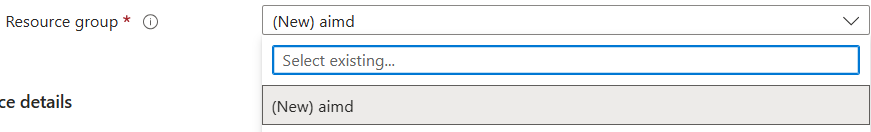 Resource group * (New) aimd
Select existing...
ce details
(New) aimd